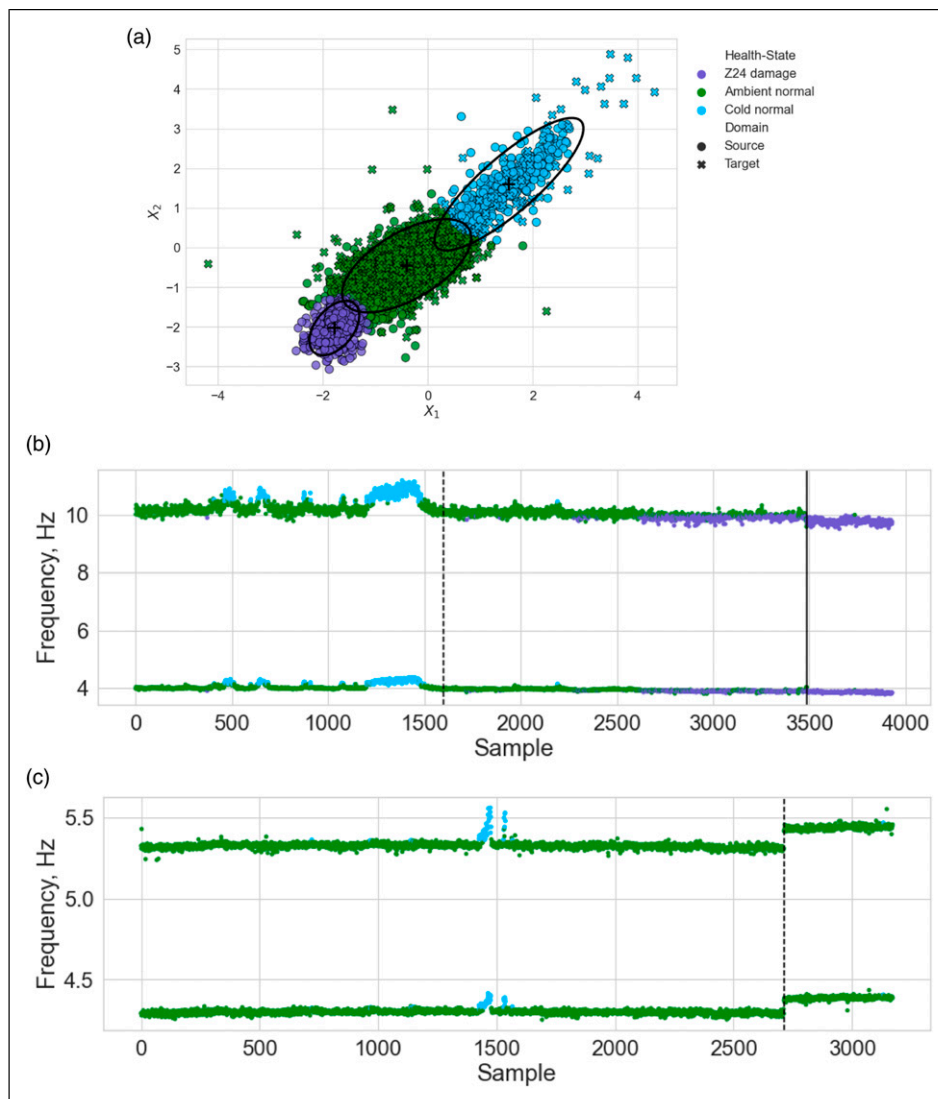 (a)
5
4
3
2
1
0
−1
−2
−3
X2
−4
−2
0
2
4
X1
Health-State
Z24 damage
Ambient normal
Cold normal
Domain
Source
Target
(b)
10
8
6
4
Frequency, Hz
0
500
1000
1500
2000
2500
3000
3500
4000
Sample
(c)
5.5
5.0
4.5
Frequency, Hz
0
500
1000
1500
2000
2500
3000
Sample